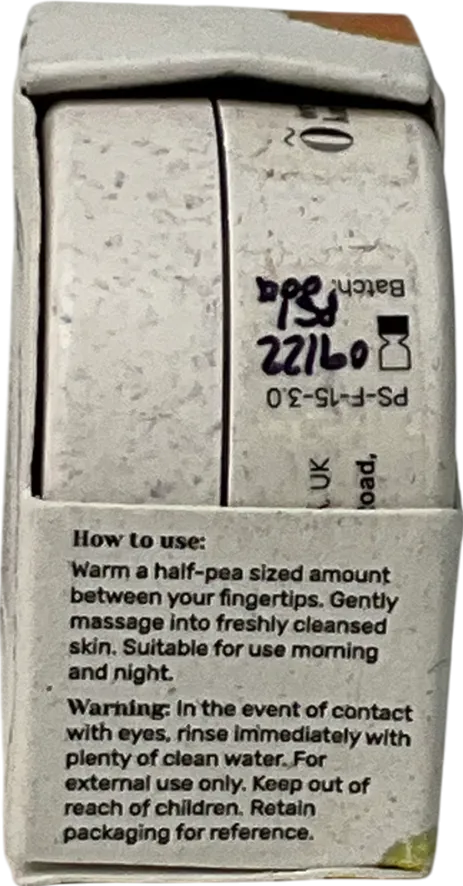 Batch:
09/22
PS-F-15-3.0
UK
oad,
How to use:
Warm a half-pea sized amount
between your fingertips. Gently
massage into freshly cleansed
skin. Suitable for use morning
and night.
Warning: In the event of contact
with eyes, rinse immediately with
plenty of clean water. For
external use only. Keep out of
reach of children. Retain
packaging for reference.